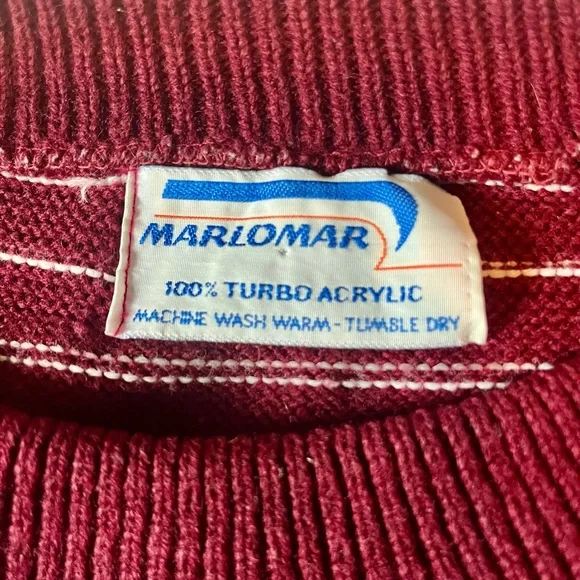 MARLOMAR
100% TURBO ACRYLIC
MACHINE WASH WARM - TUMBLE DRY